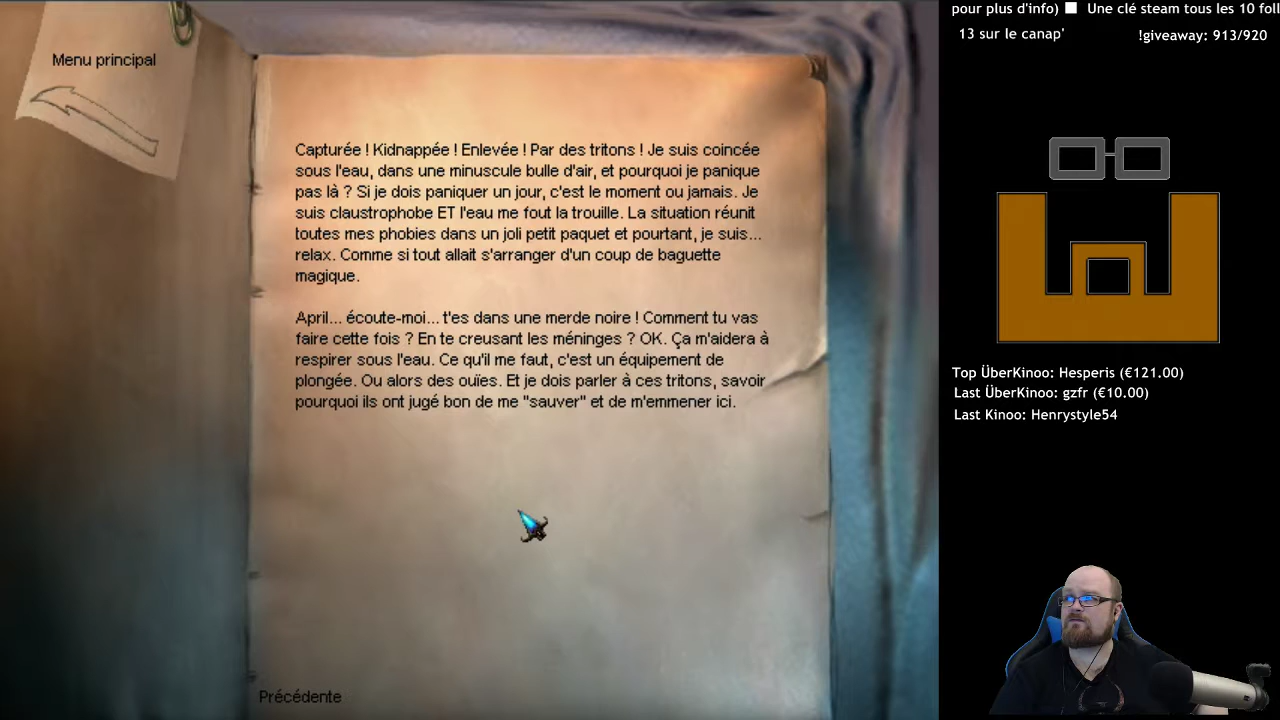 pour plus d'info) Une clé steam tous les 10 foll
13 sur le canap'
!giveaway: 913/920
Menu principal
Capturée ! Kidnappée ! Enlevée ! Par des tritons ! Je suis coincée
sous l'eau, dans une minuscule bulle d'air, et pourquoi je panique
pas là ? Si je dois paniquer un jour, c'est le moment ou jamais. Je
suis claustrophobe ET l'eau me fout la trouille. La situation réunit
toutes mes phobies dans un joli petit paquet et pourtant, je suis...
relax. Comme si tout allait s'arranger d'un coup de baguette
magique.
April... écoute-moi... t'es dans une merde noire ! Comment tu vas
faire cette fois ? En te creusant les méninges ? OK. Ça m'aidera à
respirer sous l'eau. Ce qu'il me faut, c'est un équipement de
plongée. Ou alors des ouïes. Et je dois parler à ces tritons, savoir
pourquoi ils ont jugé bon de me "sauver" et de m'emmener ici.
Précédente
Top ÜberKinoo: Hesperis (€121.00)
Last ÜberKinoo: gzfr (€10.00)
Last Kinoo: Henrystyle54